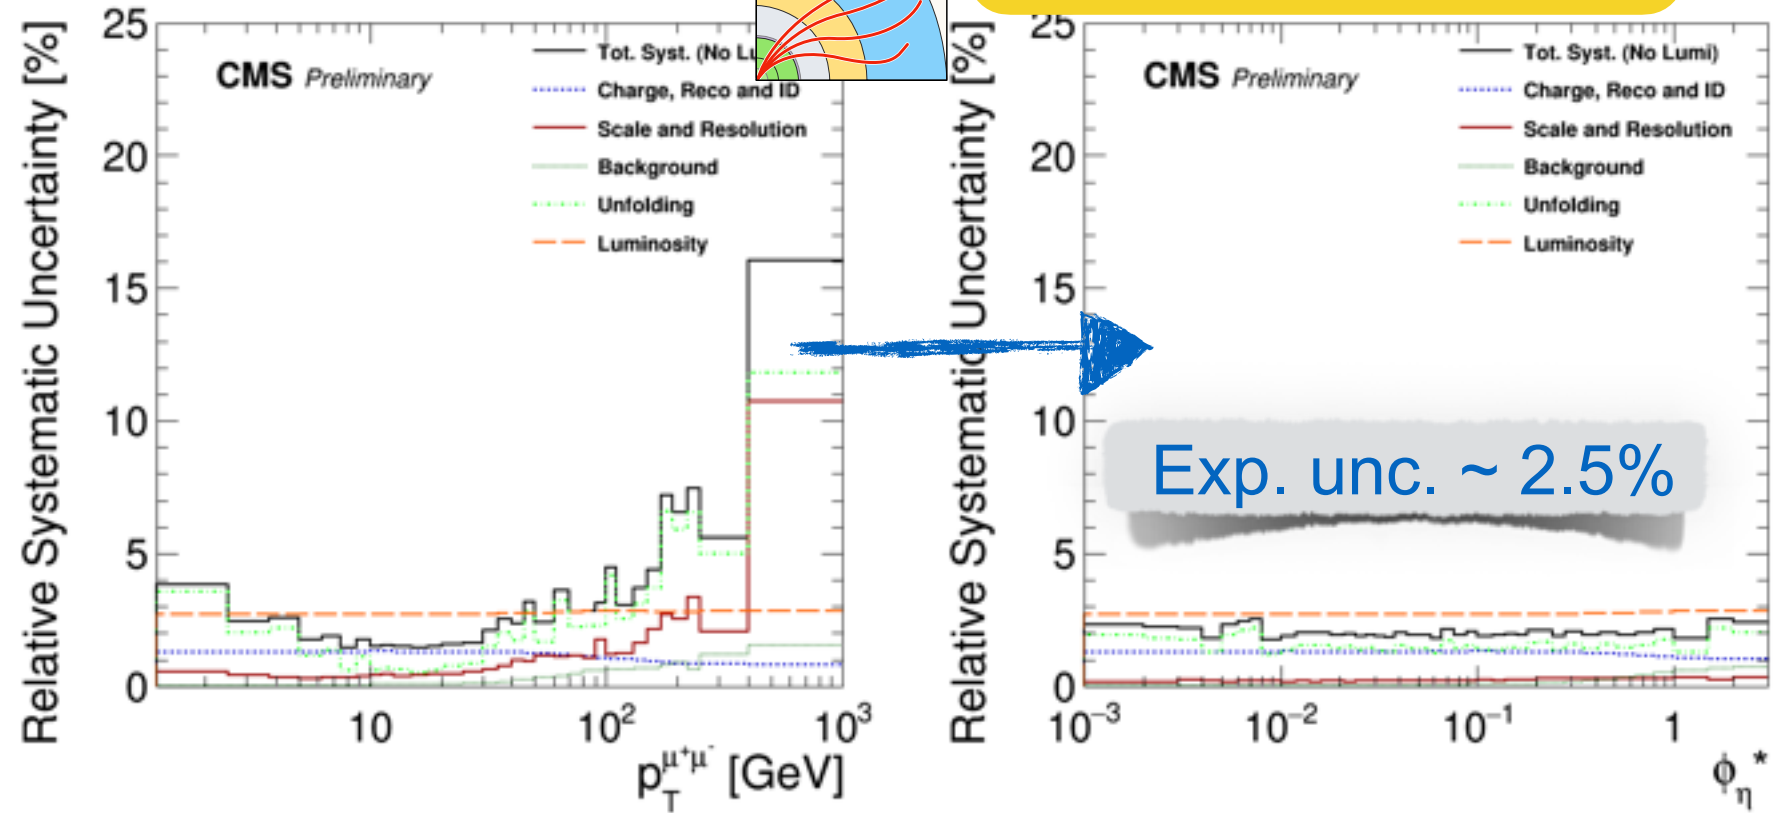 Relative Systematic Uncertainty [%]
25
20
15
10
5
0
CMS Preliminary
Tot. Syst. (No Lu
Charge, Reco and ID
Scale and Resolution
Background
Unfolding
Luminosity
10
10²
10³
p_T^{μ⁺μ⁻} [GeV]
Relative Systematic Uncertainty [%]
25
20
15
10
5
0
CMS Preliminary
Tot. Syst. (No Lumi)
Charge, Reco and ID
Scale and Resolution
Background
Unfolding
Luminosity
Exp. unc. ~ 2.5%
10⁻³
10⁻²
10⁻¹
1
ϕ_η*